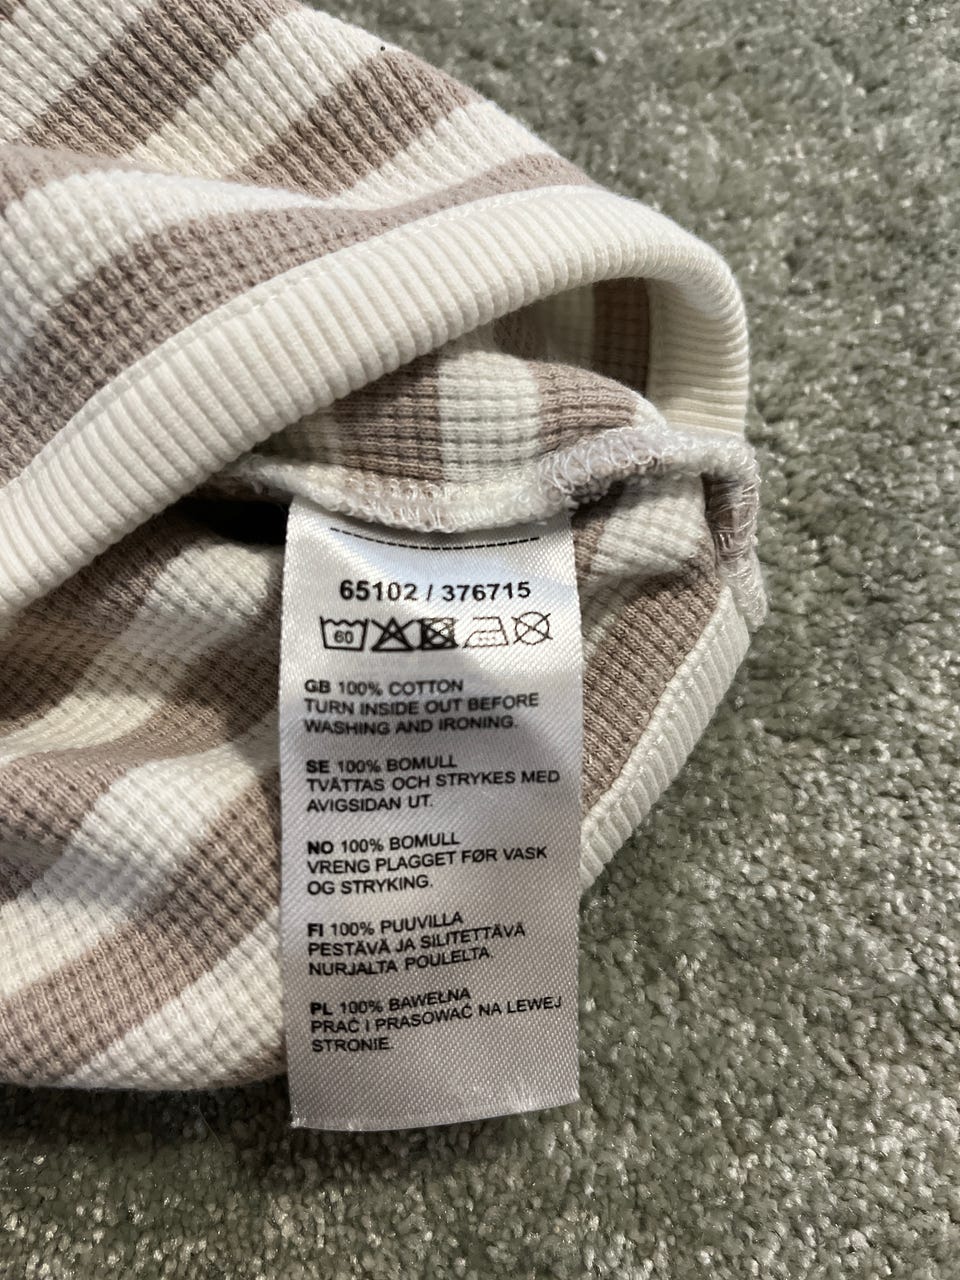 65102 / 376715
60
GB 100% COTTON
TURN INSIDE OUT BEFORE
WASHING AND IRONING.
SE 100% BOMULL
TVÄTTAS OCH STRYKES MED
AVIGSIDAN UT.
NO 100% BOMULL
VRENG PLAGGET FØR VASK
OG STRYKING.
FI 100% PUUVILLA
PESTÄVÄ JA SILITETTÄVÄ
NURJALTA POULELTA.
PL 100% BAWEŁNA
PRAĆ I PRASOWAĆ NA LEWEJ
STRONIE.